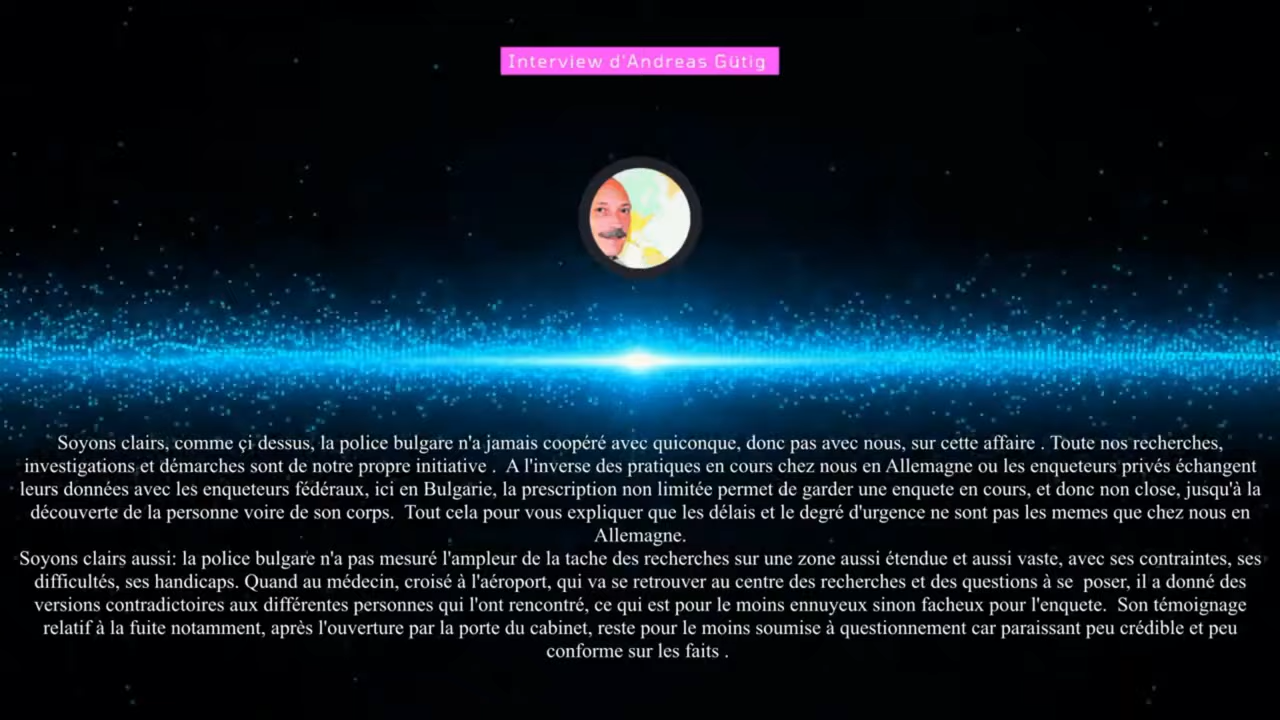 Interview d'Andreas Gütig
Soyons clairs, comme çi dessus, la police bulgare n'a jamais coopéré avec quiconque, donc pas avec nous, sur cette affaire . Toute nos recherches,
investigations et démarches sont de notre propre initiative .  A l'inverse des pratiques en cours chez nous en Allemagne ou les enqueteurs privés échangent
leurs données avec les enqueteurs fédéraux, ici en Bulgarie, la prescription non limitée permet de garder une enquete en cours, et donc non close, jusqu'à la
découverte de la personne voire de son corps.  Tout cela pour vous expliquer que les délais et le degré d'urgence ne sont pas les memes que chez nous en
Allemagne.
Soyons clairs aussi: la police bulgare n'a pas mesuré l'ampleur de la tache des recherches sur une zone aussi étendue et aussi vaste, avec ses contraintes, ses
difficultés, ses handicaps. Quand au médecin, croisé à l'aéroport, qui va se retrouver au centre des recherches et des questions à se  poser, il a donné des
versions contradictoires aux différentes personnes qui l'ont rencontré, ce qui est pour le moins ennuyeux sinon facheux pour l'enquete.  Son témoignage
relatif à la fuite notamment, après l'ouverture par la porte du cabinet, reste pour le moins soumise à questionnement car paraissant peu crédible et peu
conforme sur les faits .